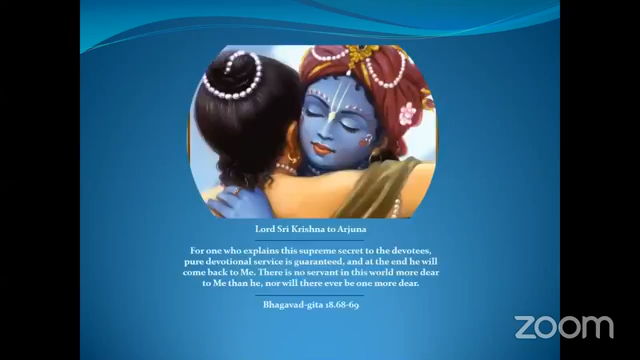 Lord Sri Krishna to Arjuna
For one who explains this supreme secret to the devotees,
pure devotional service is guaranteed, and at the end he will
come back to Me. There is no servant in this world more dear
to Me than he, nor will there ever be one more dear.
Bhagavad-gita 18.68-69
zoom